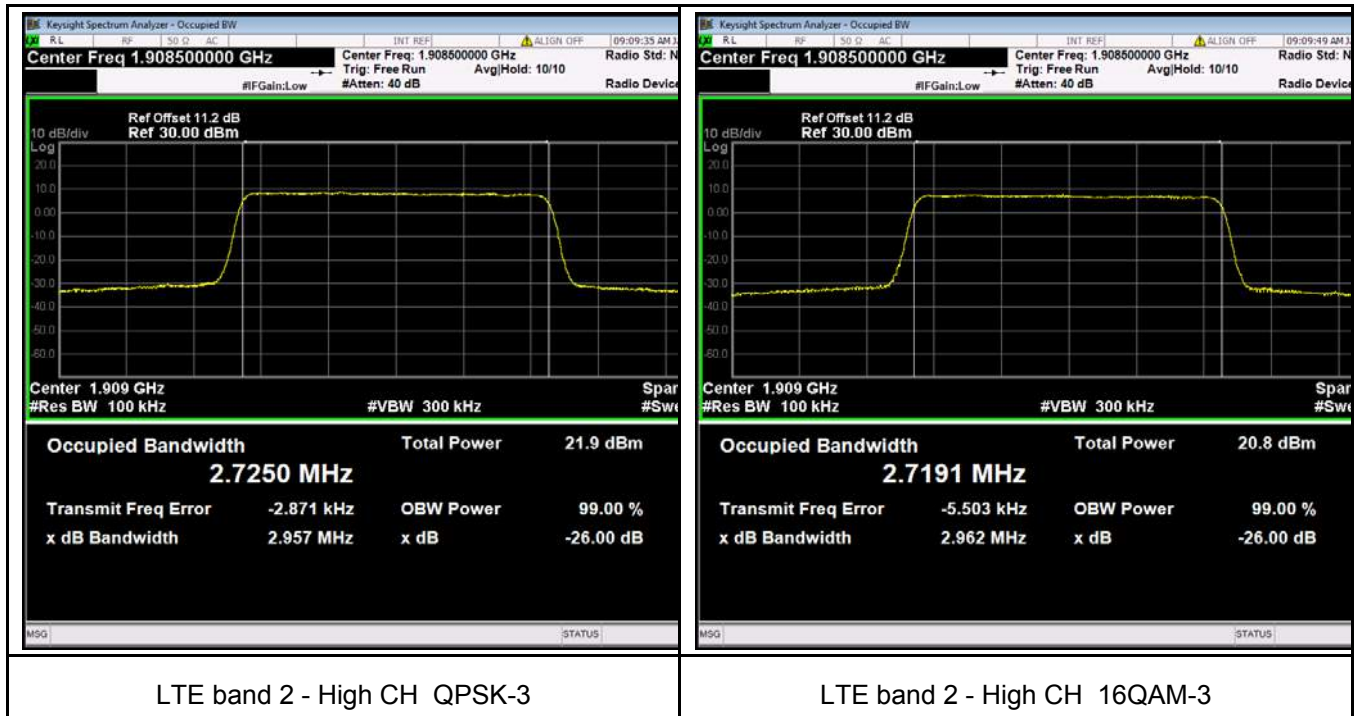 Keysight Spectrum Analyzer - Occupied BW
RL RF 50 Ω AC INT REF ALIGN OFF 09:09:35 AM
Center Freq 1.908500000 GHz
Center Freq: 1.908500000 GHz Radio Std: N
Trig: Free Run Avg|Hold: 10/10
#IFGain:Low #Atten: 40 dB Radio Device
Ref Offset 11.2 dB
10 dB/div Ref 30.00 dBm
Log
20.0
10.0
0.00
-10.0
-20.0
-30.0
-40.0
-50.0
-60.0
Center 1.909 GHz Span
#Res BW 100 kHz #VBW 300 kHz #Swe
Occupied Bandwidth Total Power 21.9 dBm
2.7250 MHz
Transmit Freq Error -2.871 kHz OBW Power 99.00 %
x dB Bandwidth 2.957 MHz x dB -26.00 dB
MSG STATUS
LTE band 2 - High CH QPSK-3
Keysight Spectrum Analyzer - Occupied BW
RL RF 50 Ω AC INT REF ALIGN OFF 09:09:49 AM
Center Freq 1.908500000 GHz
Center Freq: 1.908500000 GHz Radio Std: N
Trig: Free Run Avg|Hold: 10/10
#IFGain:Low #Atten: 40 dB Radio Device
Ref Offset 11.2 dB
10 dB/div Ref 30.00 dBm
Log
20.0
10.0
0.00
-10.0
-20.0
-30.0
-40.0
-50.0
-60.0
Center 1.909 GHz Span
#Res BW 100 kHz #VBW 300 kHz #Swe
Occupied Bandwidth Total Power 20.8 dBm
2.7191 MHz
Transmit Freq Error -5.503 kHz OBW Power 99.00 %
x dB Bandwidth 2.962 MHz x dB -26.00 dB
MSG STATUS
LTE band 2 - High CH 16QAM-3